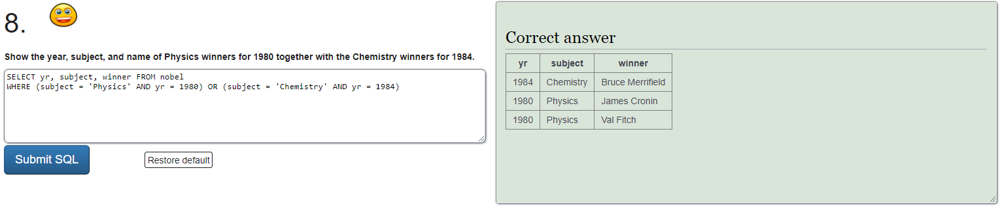 8.
Show the year, subject, and name of Physics winners for 1980 together with the Chemistry winners for 1984.
SELECT yr, subject, winner FROM nobel
WHERE (subject = 'Physics' AND yr = 1980) OR (subject = 'Chemistry' AND yr = 1984)
Submit SQL
Restore default
Correct answer
yr subject winner
1984 Chemistry Bruce Merrifield
1980 Physics James Cronin
1980 Physics Val Fitch